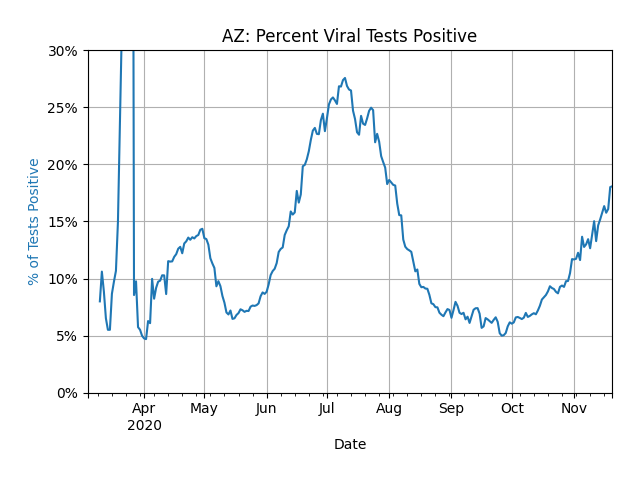 AZ: Percent Viral Tests Positive
30%
25%
20%
15%
10%
5%
0%
% of Tests Positive
Apr May Jun Jul Aug Sep Oct Nov
2020
Date